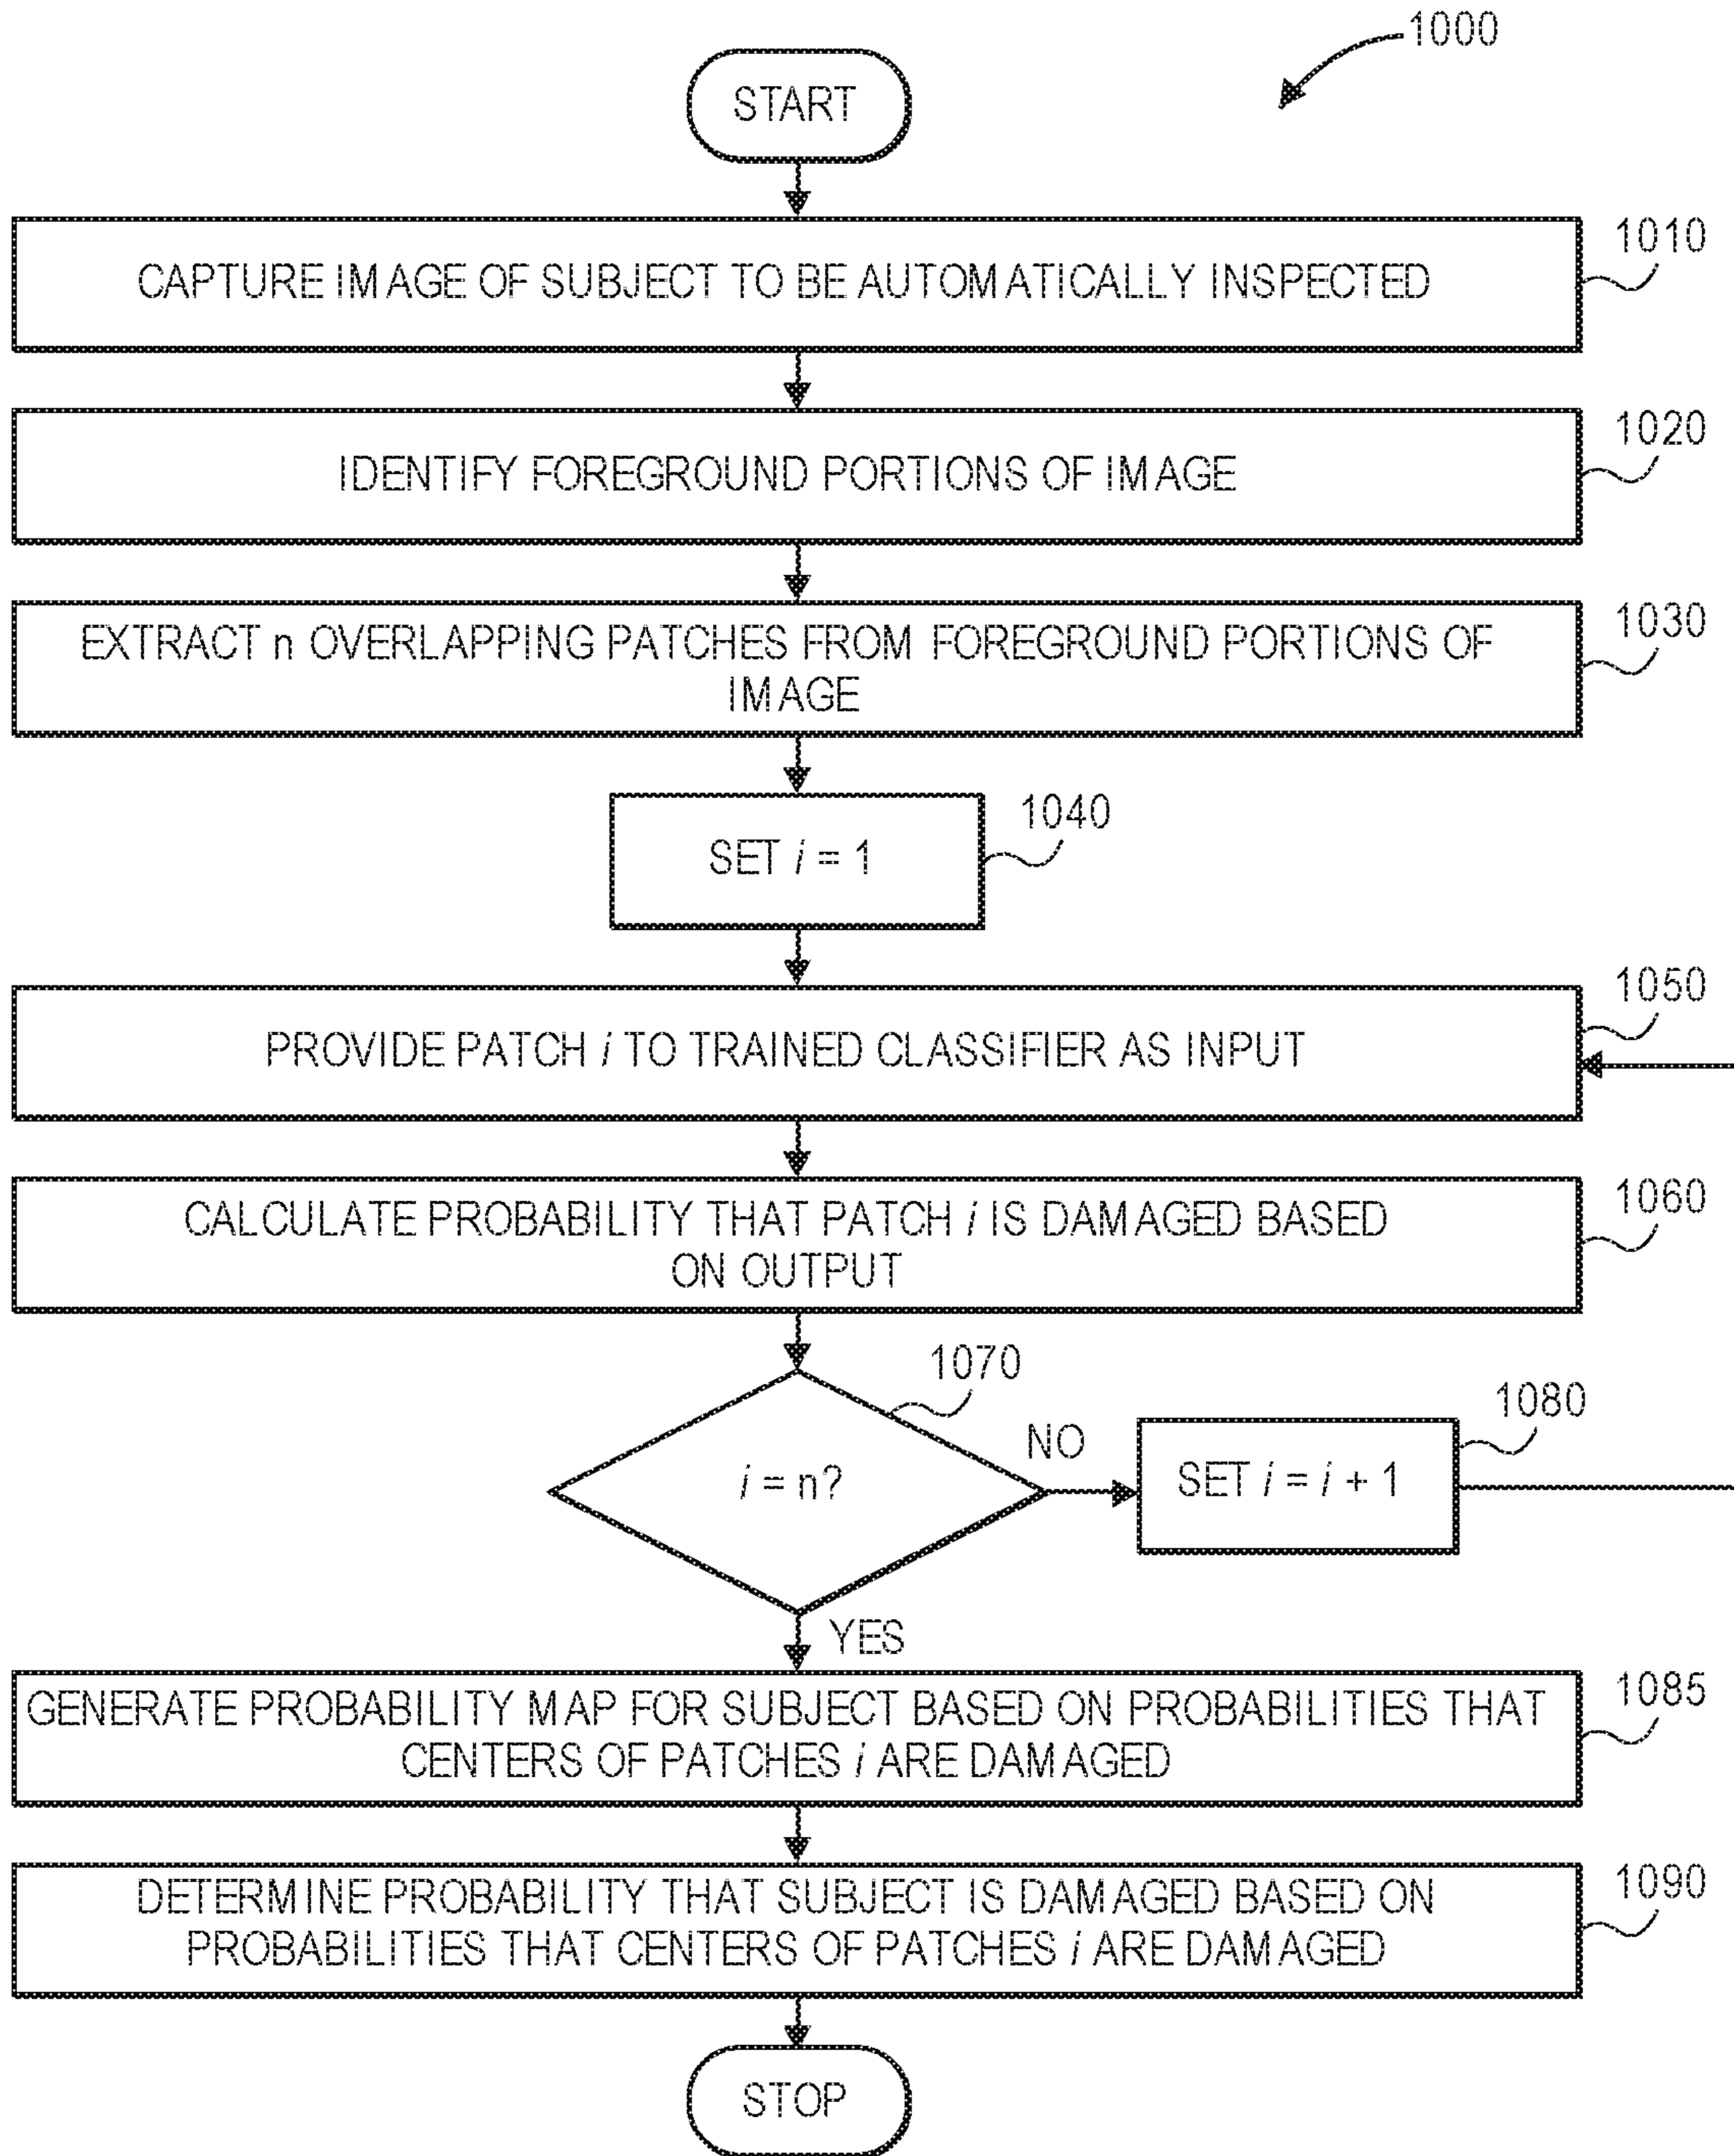 1000
START
CAPTURE IMAGE OF SUBJECT TO BE AUTOMATICALLY INSPECTED
1010
IDENTIFY FOREGROUND PORTIONS OF IMAGE
1020
EXTRACT n OVERLAPPING PATCHES FROM FOREGROUND PORTIONS OF
IMAGE
1030
SET i = 1
1040
PROVIDE PATCH i TO TRAINED CLASSIFIER AS INPUT
1050
CALCULATE PROBABILITY THAT PATCH i IS DAMAGED BASED
ON OUTPUT
1060
i = n?
1070
NO
SET i = i + 1
1080
YES
GENERATE PROBABILITY MAP FOR SUBJECT BASED ON PROBABILITIES THAT
CENTERS OF PATCHES i ARE DAMAGED
1085
DETERMINE PROBABILITY THAT SUBJECT IS DAMAGED BASED ON
PROBABILITIES THAT CENTERS OF PATCHES i ARE DAMAGED
1090
STOP